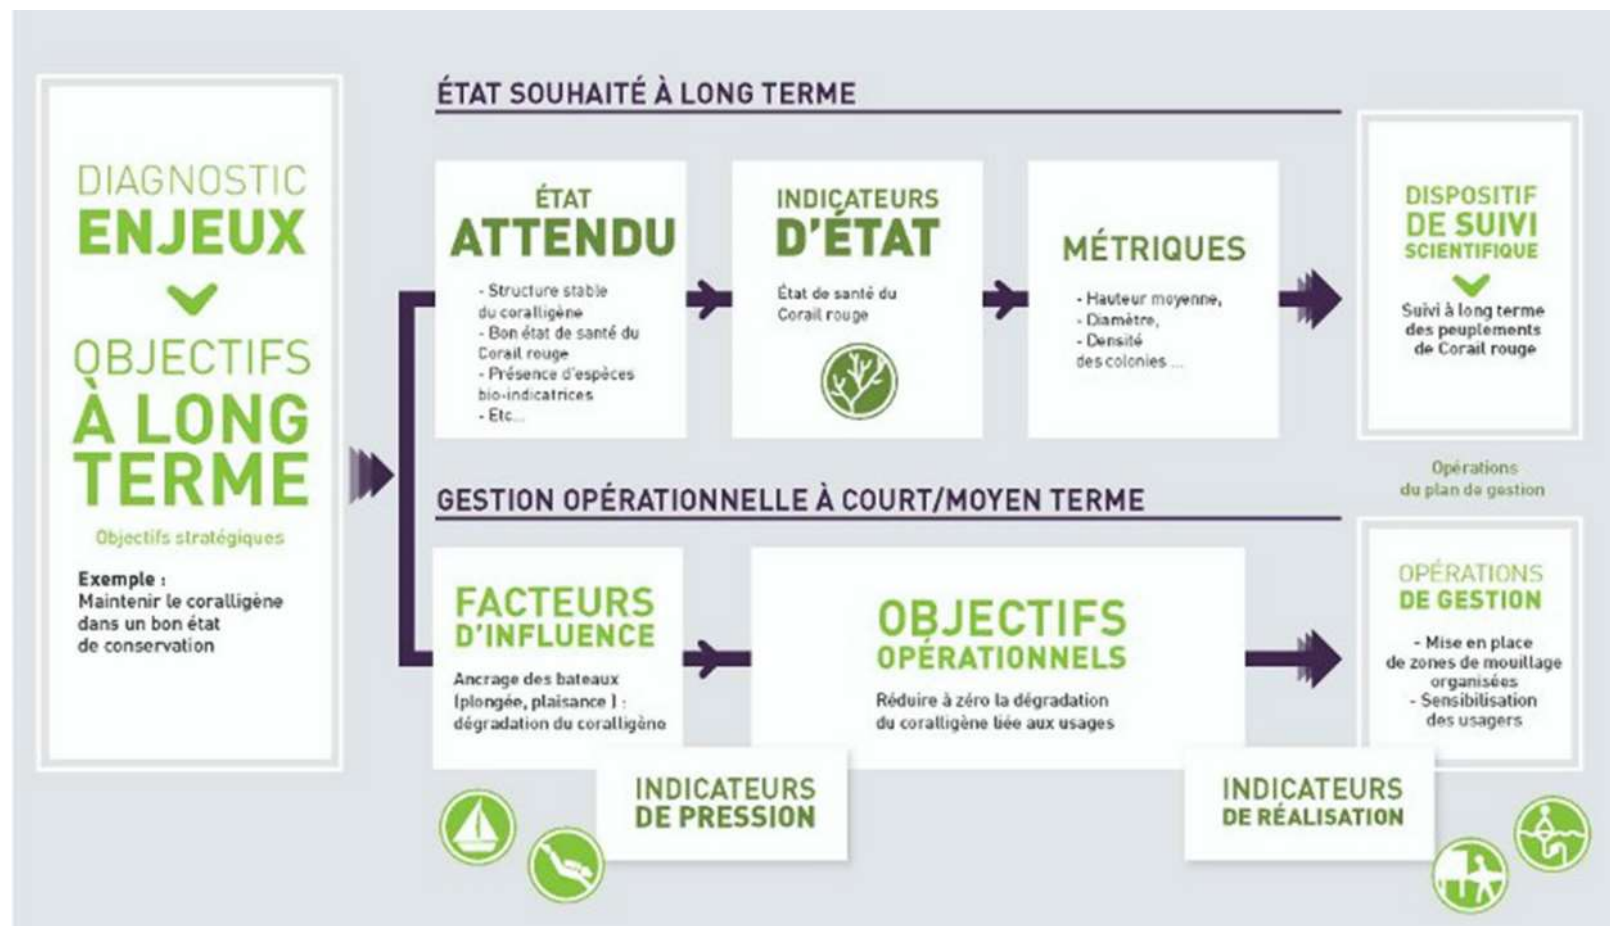 DIAGNOSTIC
ENJEUX
OBJECTIFS
À LONG
TERME
Objectifs stratégiques
Exemple :
Maintenir le coralligène
dans un bon état
de conservation
ÉTAT SOUHAITÉ À LONG TERME
ÉTAT
ATTENDU
- Structure stable
du coralligène
- Bon état de santé du
Corail rouge
- Présence d'espèces
bio-indicatrices
- Etc...
INDICATEURS
D'ÉTAT
État de santé du
Corail rouge
MÉTRIQUES
- Hauteur moyenne,
- Diamètre,
- Densité
des colonies ...
DISPOSITIF
DE SUIVI
SCIENTIFIQUE
Suivi à long terme
des peuplements
de Corail rouge
Opérations
du plan de gestion
GESTION OPÉRATIONNELLE À COURT/MOYEN TERME
FACTEURS
D'INFLUENCE
Ancrage des bateaux
(plongée, plaisance ) :
dégradation du coralligène
INDICATEURS
DE PRESSION
OBJECTIFS
OPÉRATIONNELS
Réduire à zéro la dégradation
du coralligène liée aux usages
INDICATEURS
DE RÉALISATION
OPÉRATIONS
DE GESTION
- Mise en place
de zones de mouillage
organisées
- Sensibilisation
des usagers